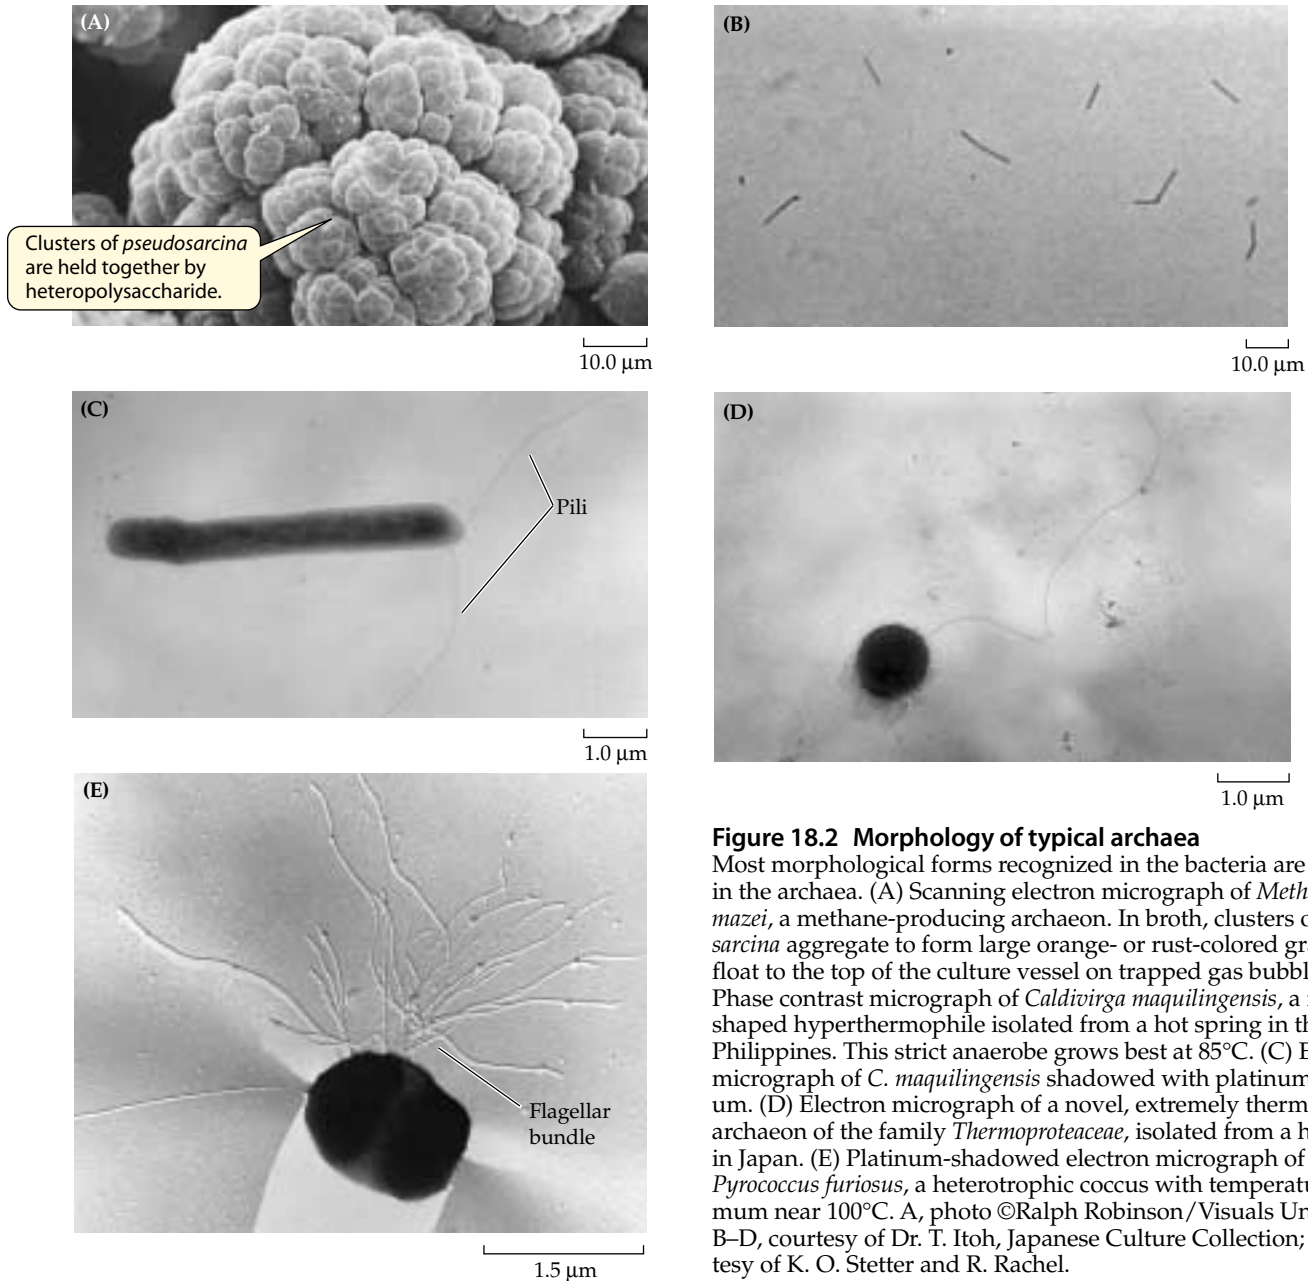 (A)
Clusters of pseudosarcina
are held together by
heteropolysaccharide.
10.0 µm
(B)
10.0 µm
(C)
Pili
1.0 µm
(D)
1.0 µm
(E)
Flagellar
bundle
1.5 µm
Figure 18.2 Morphology of typical archaea
Most morphological forms recognized in the bacteria are
in the archaea. (A) Scanning electron micrograph of
mazei, a methane-producing archaeon. In broth, clusters
sarcina aggregate to form large orange- or rust-colored
float to the top of the culture vessel on trapped gas
Phase contrast micrograph of Caldivirga maquilingensis, a
shaped hyperthermophile isolated from a hot spring in
Philippines. This strict anaerobe grows best at 85°C. (C)
micrograph of C. maquilingensis shadowed with
um. (D) Electron micrograph of a novel, extremely
archaeon of the family Thermoproteaceae, isolated from a
in Japan. (E) Platinum-shadowed electron micrograph of
Pyrococcus furiosus, a heterotrophic coccus with
mum near 100°C. A, photo ©Ralph Robinson/Visuals
B–D, courtesy of Dr. T. Itoh, Japanese Culture Collection;
tesy of K. O. Stetter and R. Rachel.